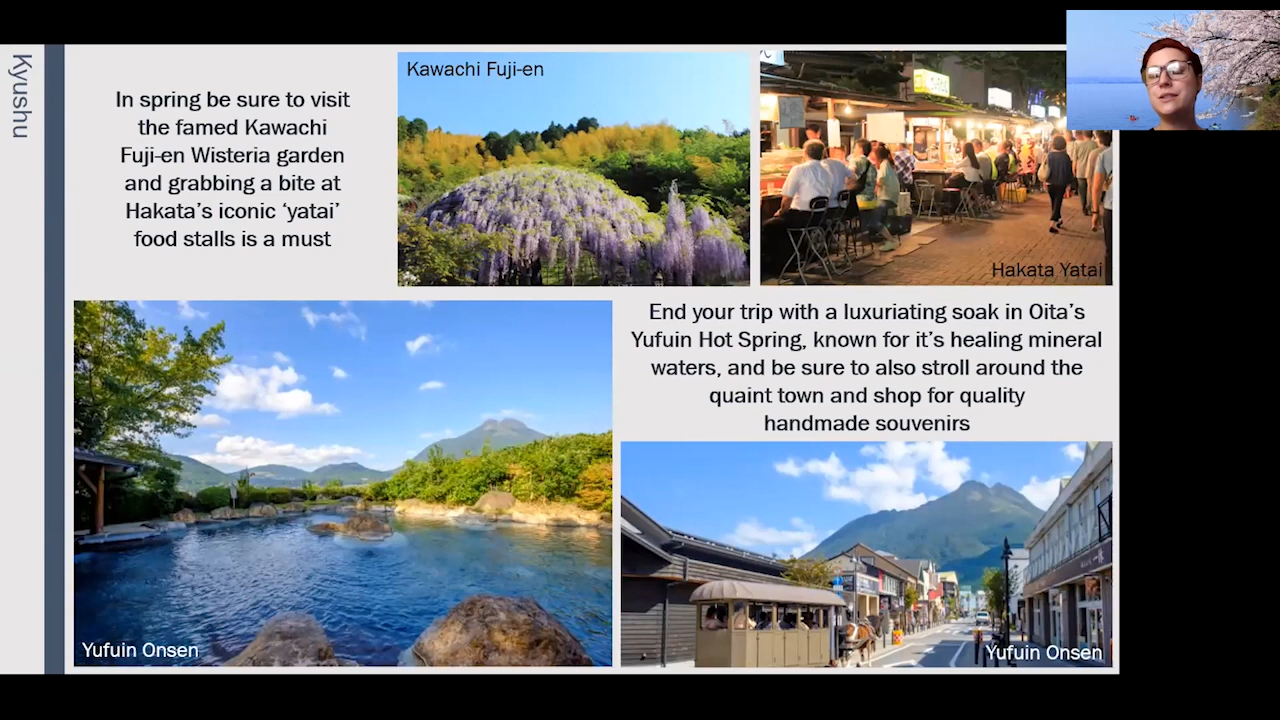 Kyushu
In spring be sure to visit
the famed Kawachi
Fuji-en Wisteria garden
and grabbing a bite at
Hakata’s iconic ‘yatai’
food stalls is a must
Kawachi Fuji-en
Hakata Yatai
End your trip with a luxuriating soak in Oita’s
Yufuin Hot Spring, known for it’s healing mineral
waters, and be sure to also stroll around the
quaint town and shop for quality
handmade souvenirs
Yufuin Onsen
Yufuin Onsen